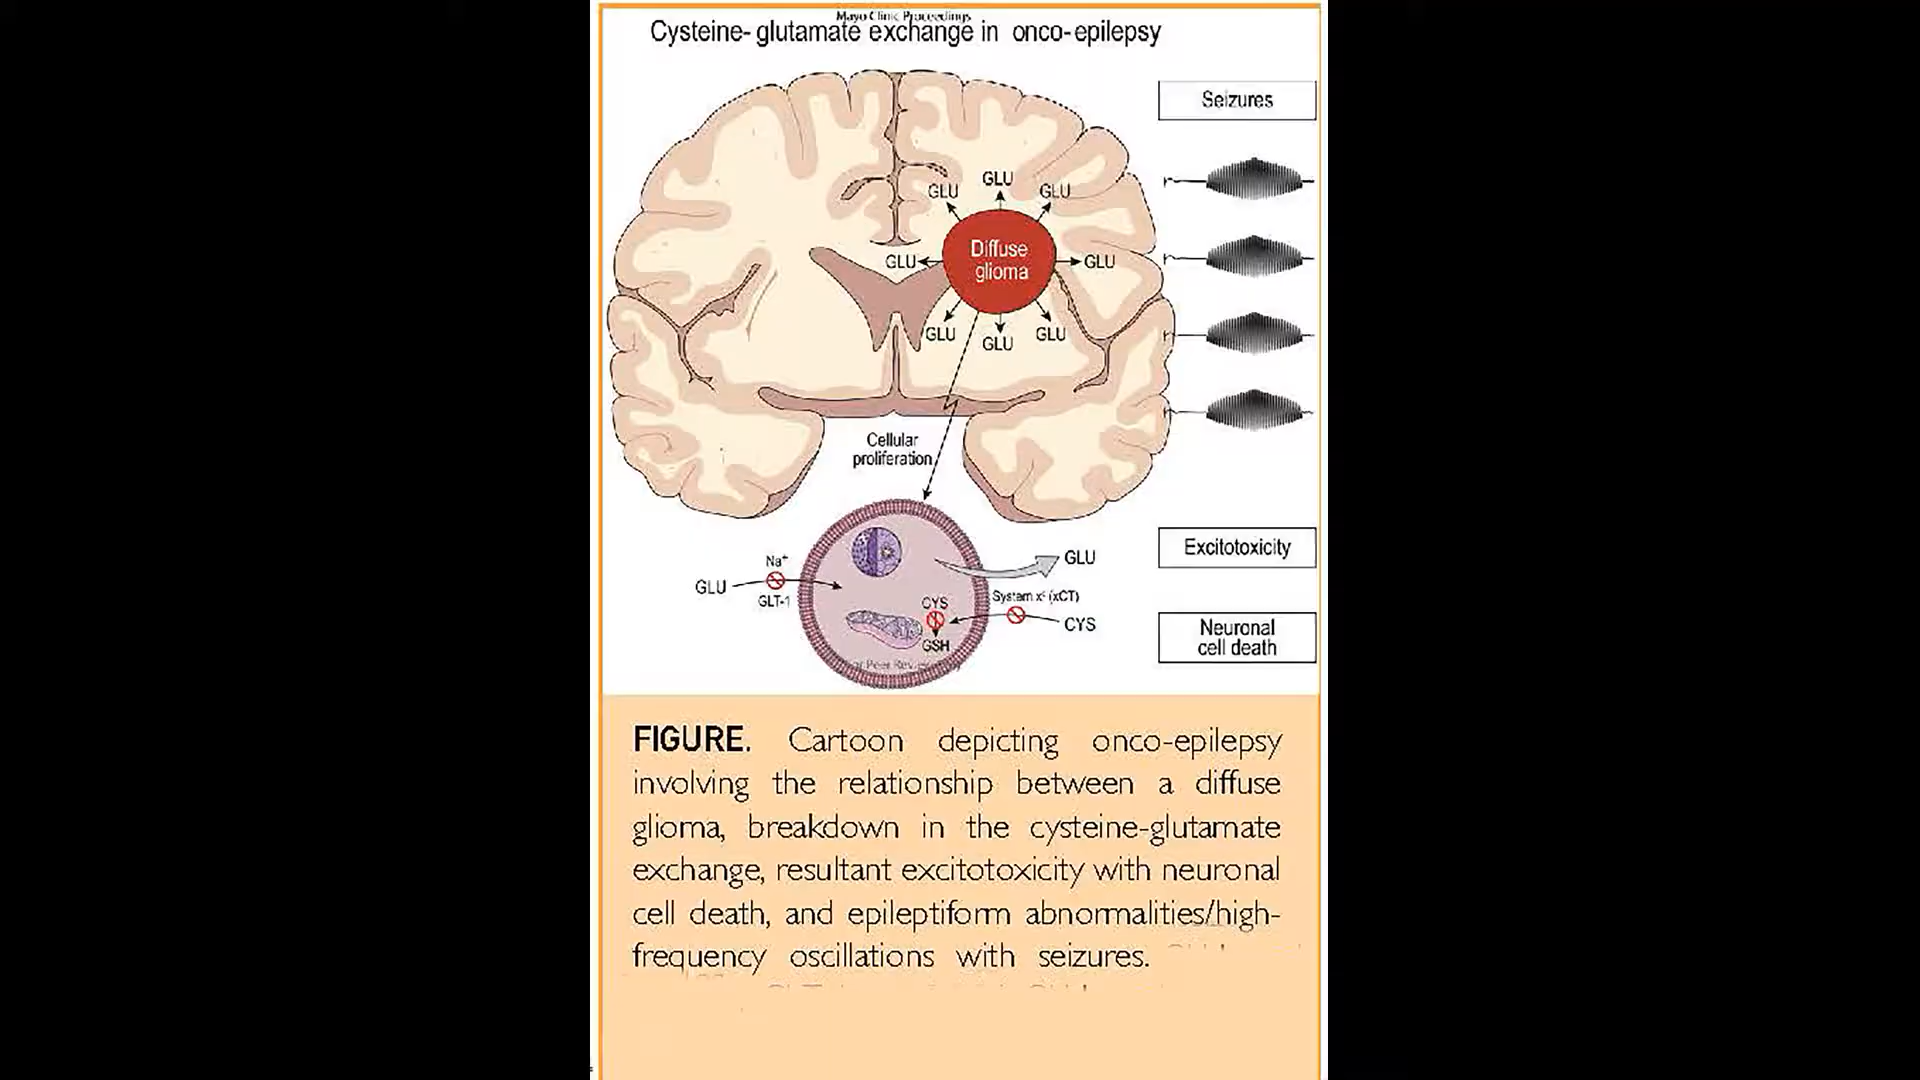 Mayo Clinic Proceedings
Cysteine- glutamate exchange in onco-epilepsy
Seizures
GLU
GLU
GLU
Diffuse
glioma
GLU
GLU
GLU
GLU
GLU
Cellular
proliferation
Excitotoxicity
Na+
GLU
GLT-1
GLU
System xc (xCT)
CYS
CYS
GSH
Neuronal
cell death
Peer Rev
FIGURE. Cartoon depicting onco-epilepsy
involving the relationship between a diffuse
glioma, breakdown in the cysteine-glutamate
exchange, resultant excitotoxicity with neuronal
cell death, and epileptiform abnormalities/high-
frequency oscillations with seizures.